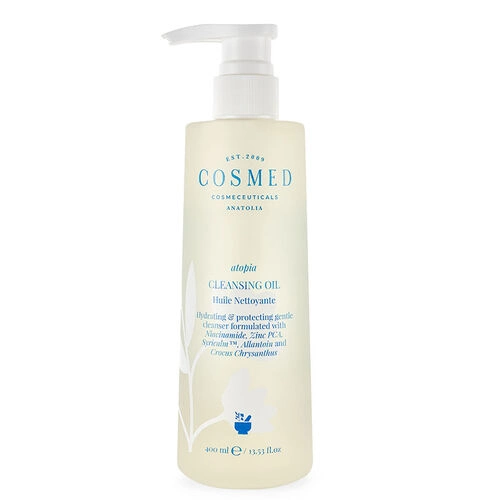 EST. 2009
COSMED
COSMECEUTICALS
ANATOLIA
atopia
CLEANSING OIL
Huile Nettoyante
Hydrating & protecting gentle
cleanser formulated with
Niacinamide, Zinc PCA,
Syricalm™, Allantoin and
Crocus Chrysanthus
400 ml ℮ / 13.53 fl.oz